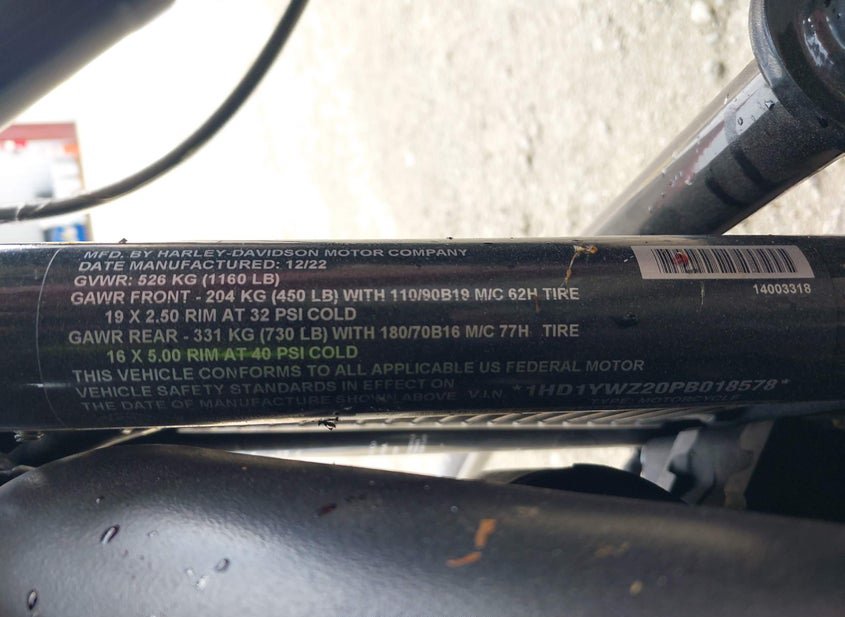 MFD. BY HARLEY-DAVIDSON MOTOR COMPANY
DATE MANUFACTURED: 12/22
GVWR: 526 KG (1160 LB)
GAWR FRONT - 204 KG (450 LB) WITH 110/90B19 M/C 62H TIRE
19 X 2.50 RIM AT 32 PSI COLD
GAWR REAR - 331 KG (730 LB) WITH 180/70B16 M/C 77H TIRE
16 X 5.00 RIM AT 40 PSI COLD
THIS VEHICLE CONFORMS TO ALL APPLICABLE US FEDERAL MOTOR
VEHICLE SAFETY STANDARDS IN EFFECT ON
THE DATE OF MANUFACTURE SHOWN ABOVE V.I.N. *1HD1YWZ20PB018578*
TYPE: MOTORCYCLE
14003318